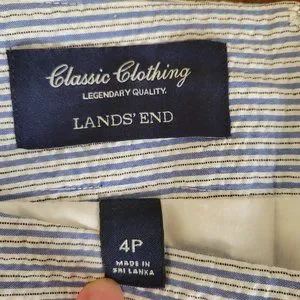 Classic Clothing
LEGENDARY QUALITY.
LANDS' END
4P
MADE IN
SRI LANKA